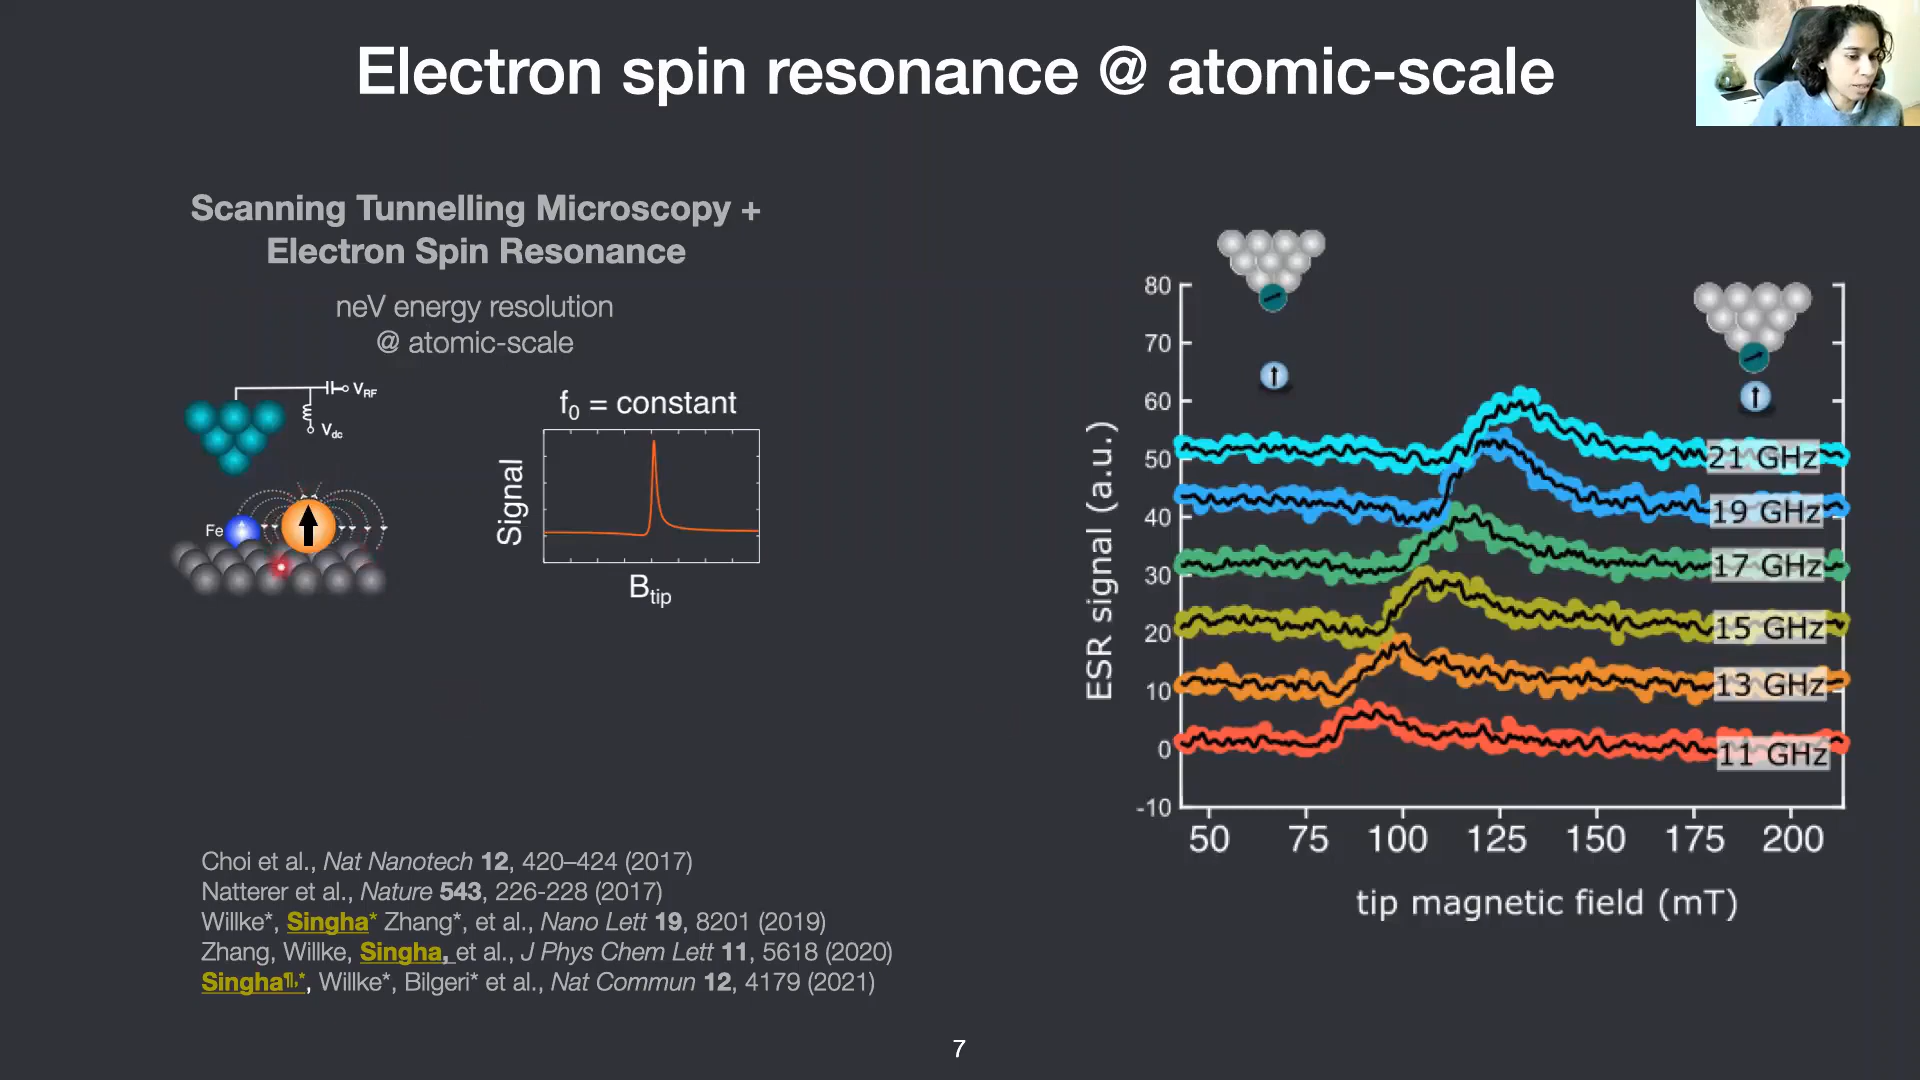 Electron spin resonance @ atomic-scale
Scanning Tunnelling Microscopy +
Electron Spin Resonance
neV energy resolution
@ atomic-scale
VRF
Vdc
Fe
f0 = constant
Signal
Btip
80
70
60
50
40
30
20
10
0
-10
ESR signal (a.u.)
21 GHz
19 GHz
17 GHz
15 GHz
13 GHz
11 GHz
50 75 100 125 150 175 200
tip magnetic field (mT)
Choi et al., Nat Nanotech 12, 420–424 (2017)
Natterer et al., Nature 543, 226-228 (2017)
Willke*, Singha* Zhang*, et al., Nano Lett 19, 8201 (2019)
Zhang, Willke, Singha, et al., J Phys Chem Lett 11, 5618 (2020)
Singha¶,*, Willke*, Bilgeri* et al., Nat Commun 12, 4179 (2021)
7